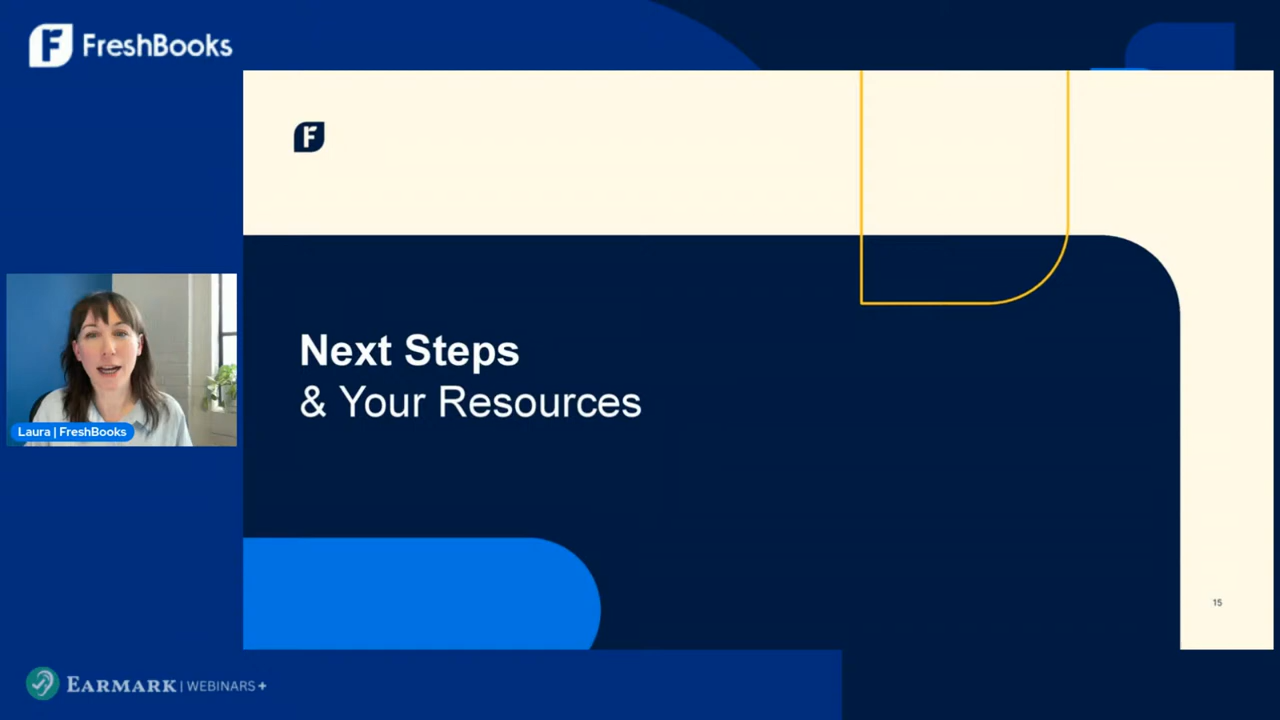 FreshBooks
Next Steps
& Your Resources
Laura | FreshBooks
15
EARMARK | WEBINARS+